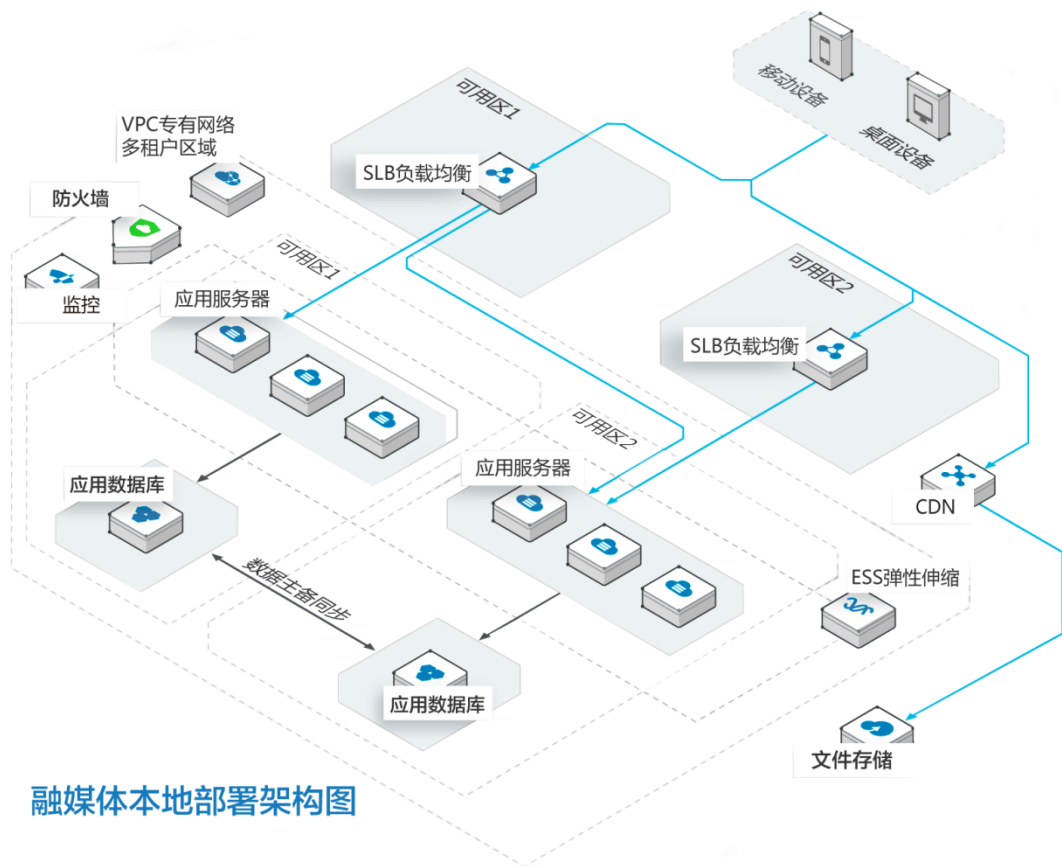 移动设备
桌面设备
可用区1
VPC专有网络
多租户区域
SLB负载均衡
防火墙
可用区1
可用区2
监控
应用服务器
SLB负载均衡
可用区2
应用服务器
应用数据库
CDN
数据主备同步
ESS弹性伸缩
应用数据库
文件存储
融媒体本地部署架构图